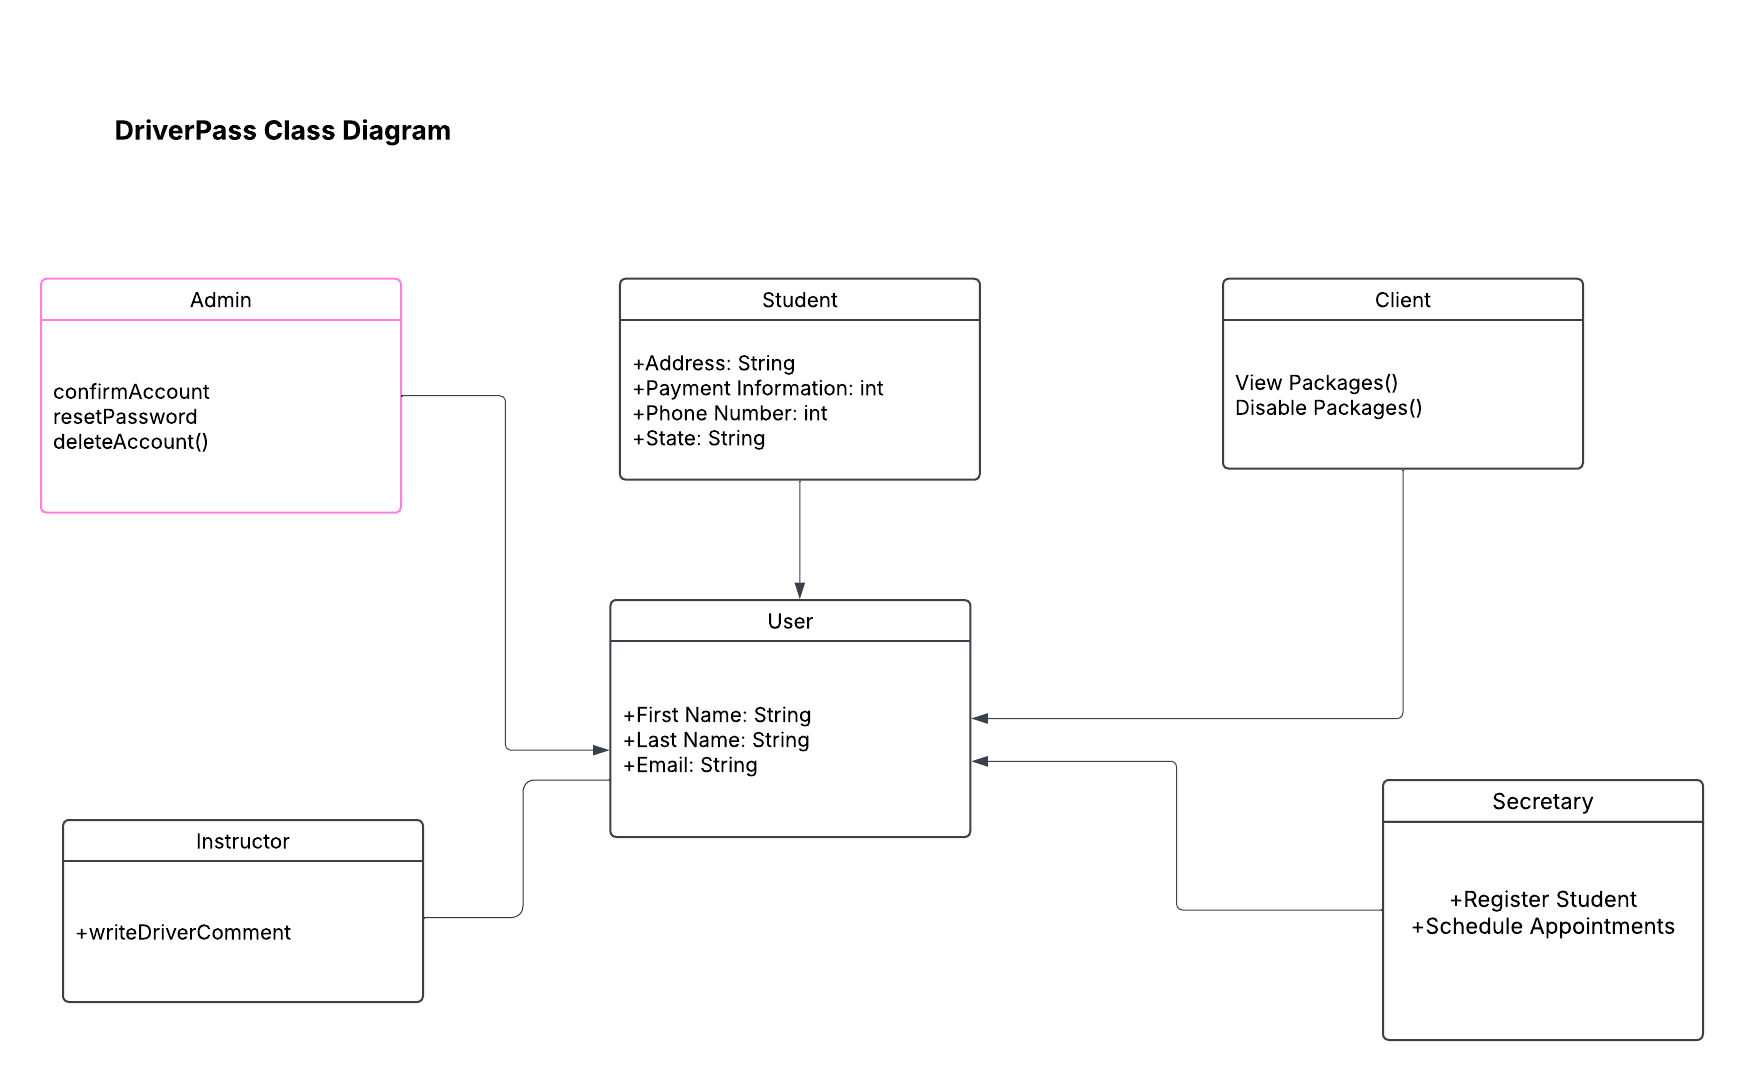 DriverPass Class Diagram
Admin
confirmAccount
resetPassword
deleteAccount()
Student
+Address: String
+Payment Information: int
+Phone Number: int
+State: String
Client
View Packages()
Disable Packages()
User
+First Name: String
+Last Name: String
+Email: String
Instructor
+writeDriverComment
Secretary
+Register Student
+Schedule Appointments